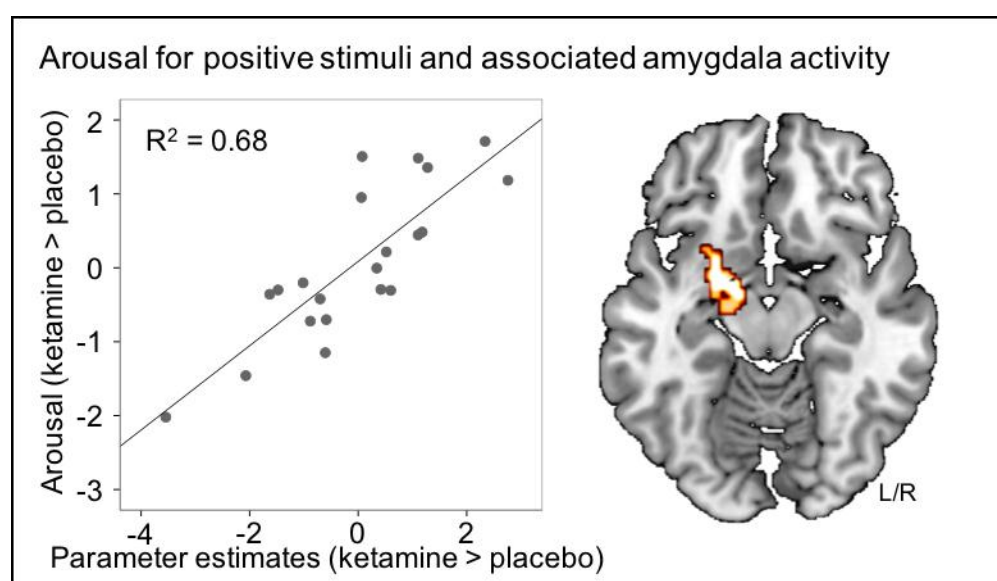 Arousal for positive stimuli and associated amygdala activity
R² = 0.68
Arousal (ketamine > placebo)
2
1
0
-1
-2
-3
-4
-2
0
2
Parameter estimates (ketamine > placebo)
L/R